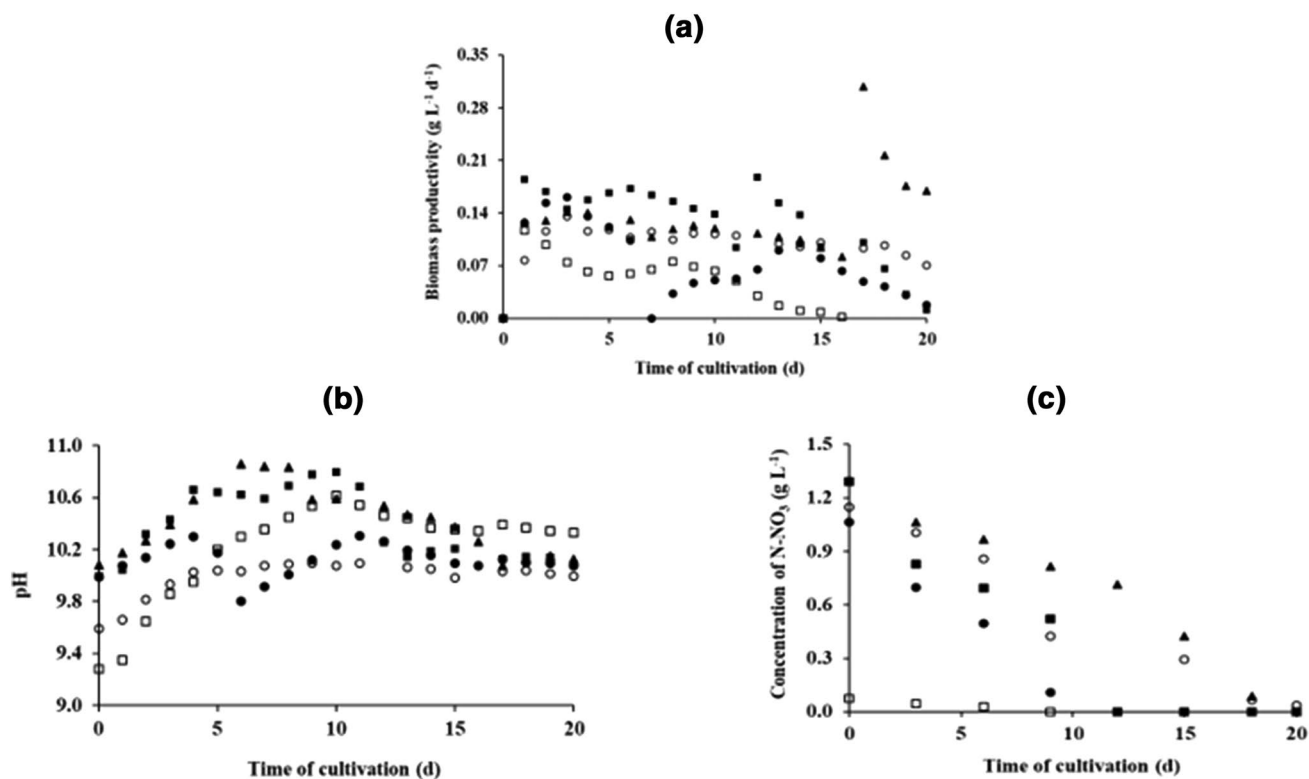 (a)
Biomass productivity (g L⁻¹ d⁻¹)
0.35
0.28
0.21
0.14
0.07
0.00
0 5 10 15 20
Time of cultivation (d)
(b)
pH
11.0
10.6
10.2
9.8
9.4
9.0
0 5 10 15 20
Time of cultivation (d)
(c)
Concentration of N-NO₃ (g L⁻¹)
1.5
1.2
0.9
0.6
0.3
0.0
0 5 10 15 20
Time of cultivation (d)